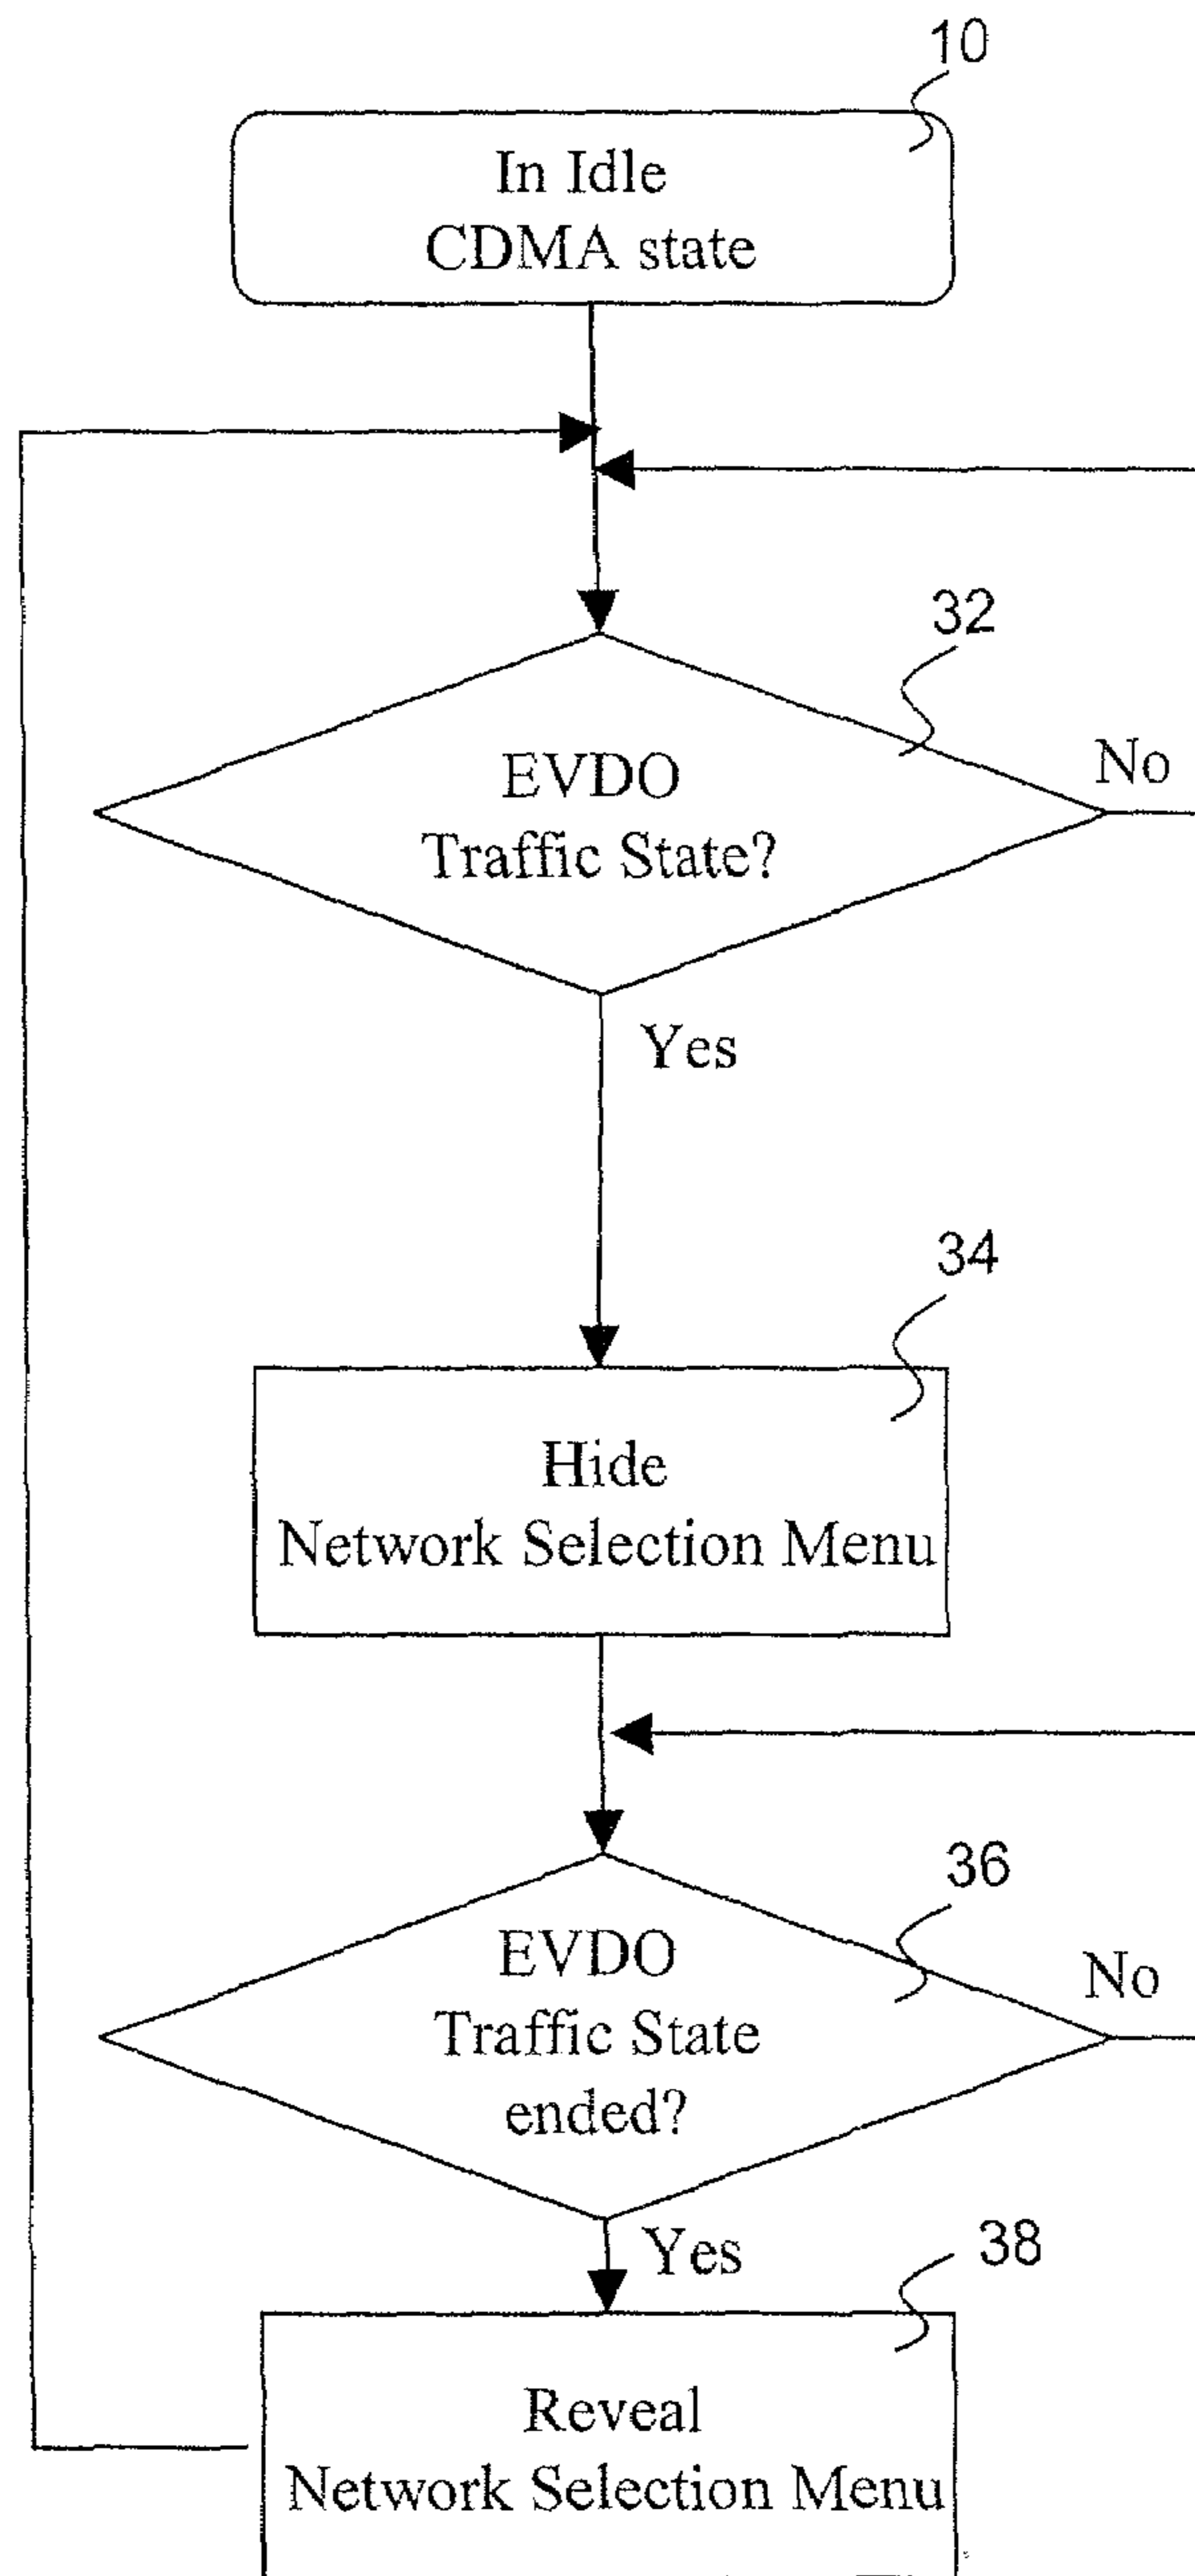 10
In Idle
CDMA state
32
EVDO
Traffic State?
No
Yes
34
Hide
Network Selection Menu
36
EVDO
Traffic State
ended?
No
Yes
38
Reveal
Network Selection Menu